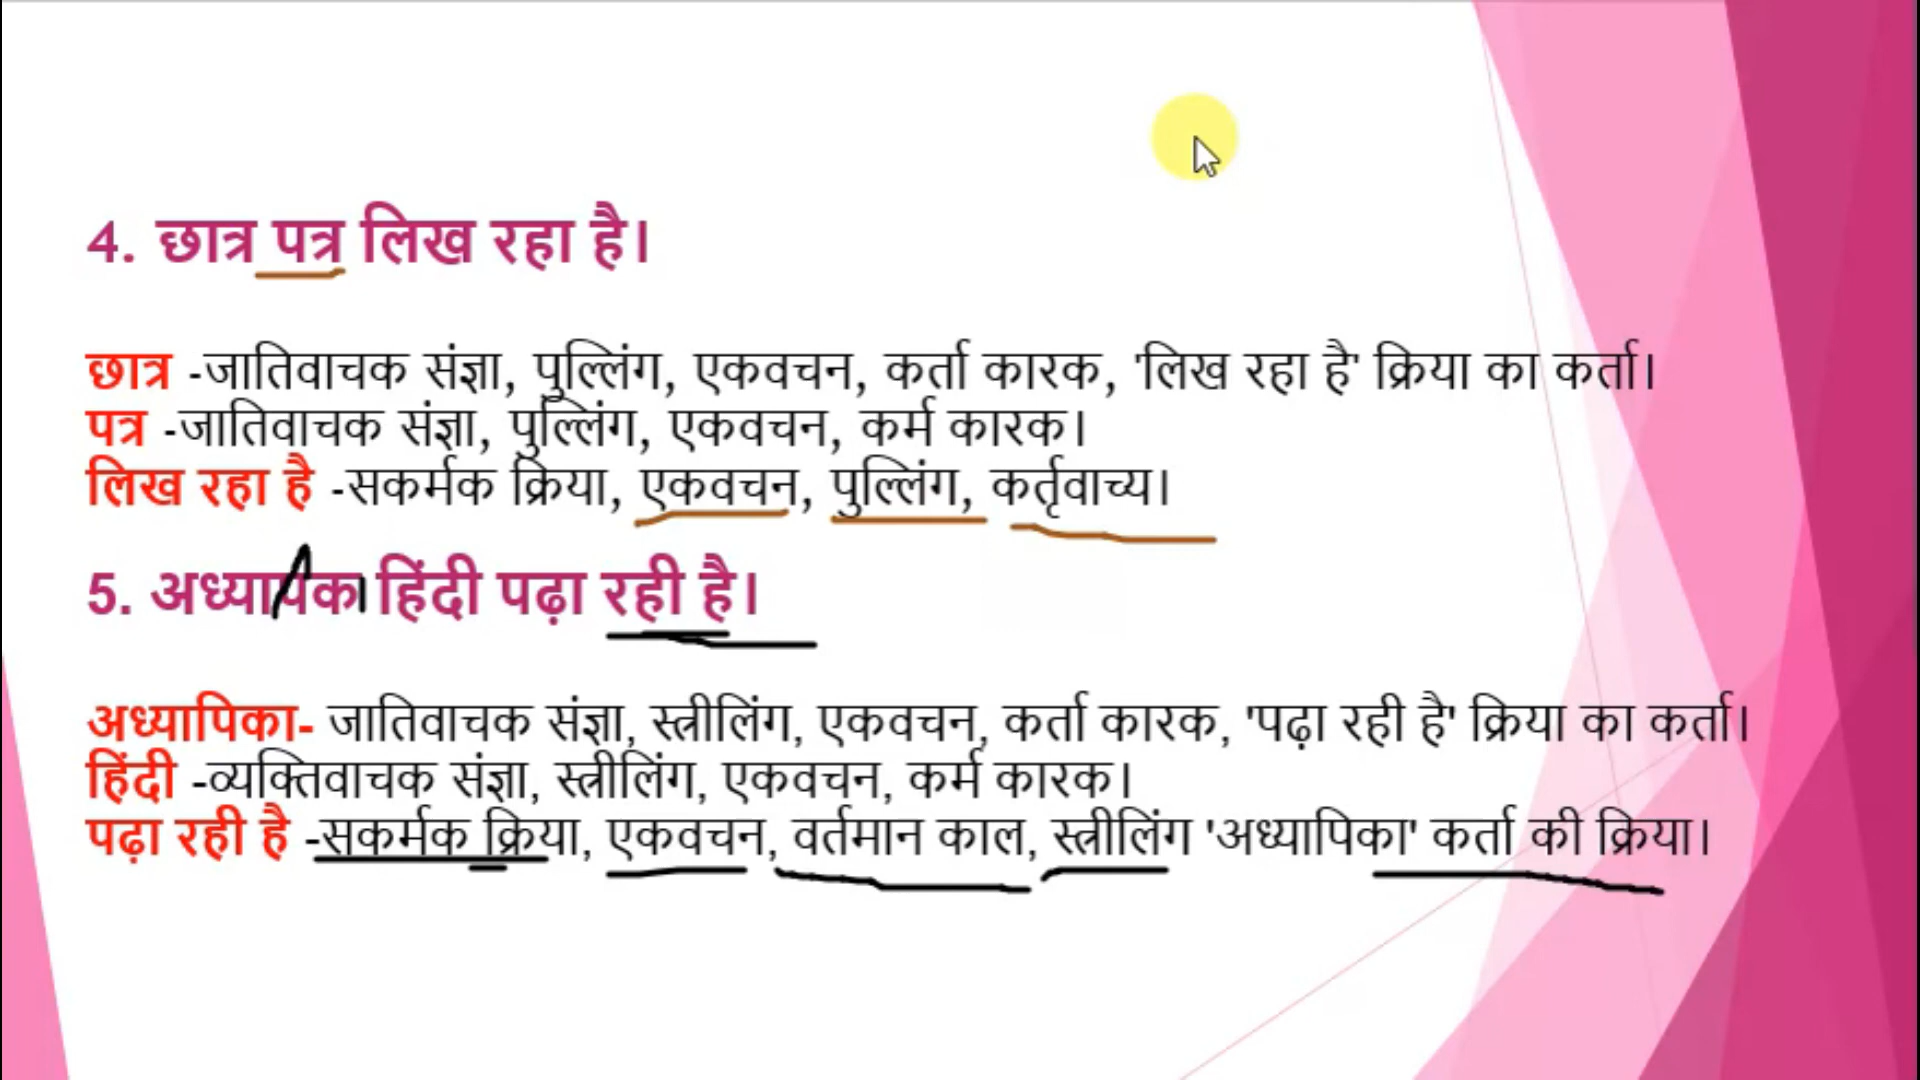 4. छात्र पत्र लिख रहा है।
छात्र -जातिवाचक संज्ञा, पुल्लिंग, एकवचन, कर्ता कारक, 'लिख रहा है' क्रिया का कर्ता।
पत्र -जातिवाचक संज्ञा, पुल्लिंग, एकवचन, कर्म कारक।
लिख रहा है -सकर्मक क्रिया, एकवचन, पुल्लिंग, कर्तृवाच्य।
5. अध्यापिका हिंदी पढ़ा रही है।
अध्यापिका- जातिवाचक संज्ञा, स्त्रीलिंग, एकवचन, कर्ता कारक, 'पढ़ा रही है' क्रिया का कर्ता।
हिंदी -व्यक्तिवाचक संज्ञा, स्त्रीलिंग, एकवचन, कर्म कारक।
पढ़ा रही है -सकर्मक क्रिया, एकवचन, वर्तमान काल, स्त्रीलिंग 'अध्यापिका' कर्ता की क्रिया।